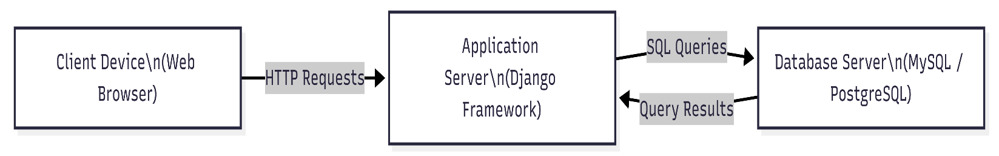 Client Device\n(Web
Browser)
HTTP Requests
Application
Server\n(Django
Framework)
SQL Queries
Query Results
Database Server\n(MySQL /
PostgreSQL)